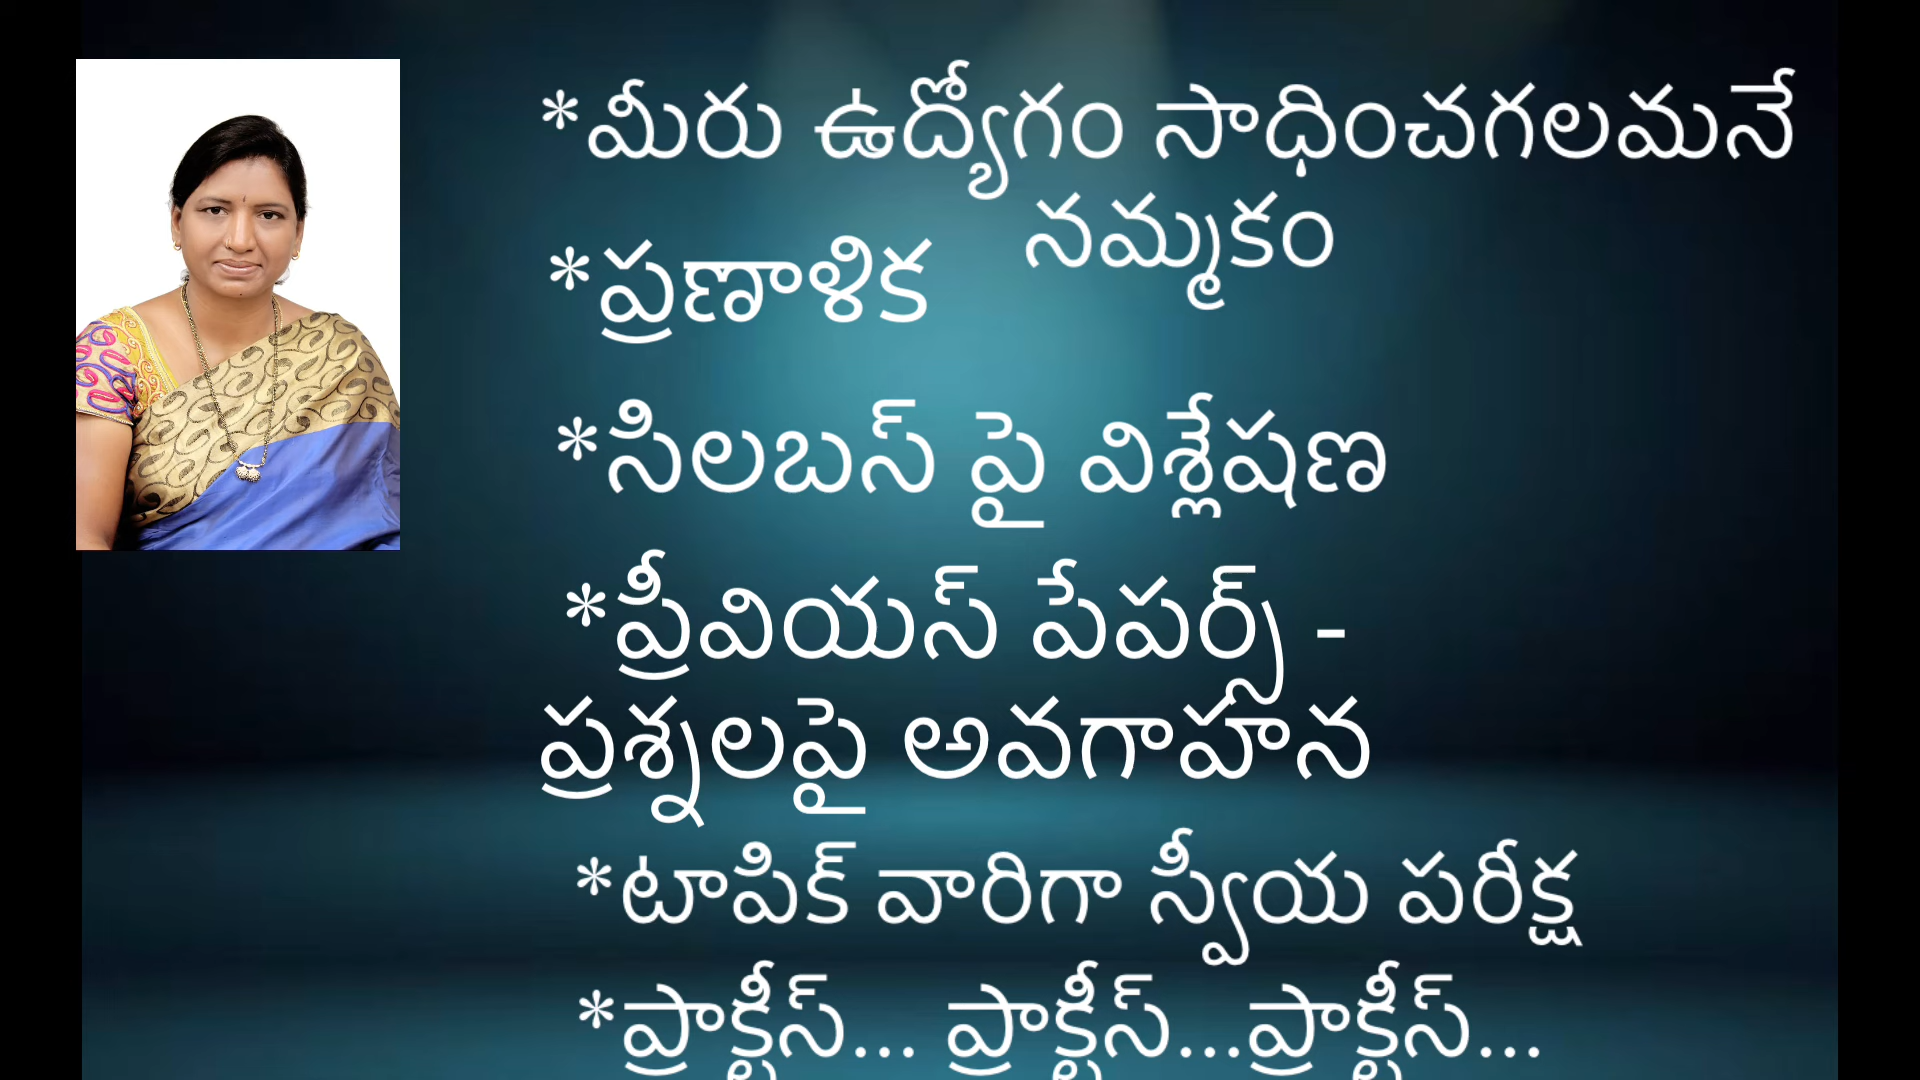 *మీరు ఉద్యోగం సాధించగలమనే
నమ్మకం
*ప్రణాళిక
*సిలబస్ పై విశ్లేషణ
*ప్రీవియస్ పేపర్స్ -
ప్రశ్నలపై అవగాహన
*టాపిక్ వారిగా స్వీయ పరీక్ష
*ప్రాక్టీస్... ప్రాక్టీస్...ప్రాక్టీస్...